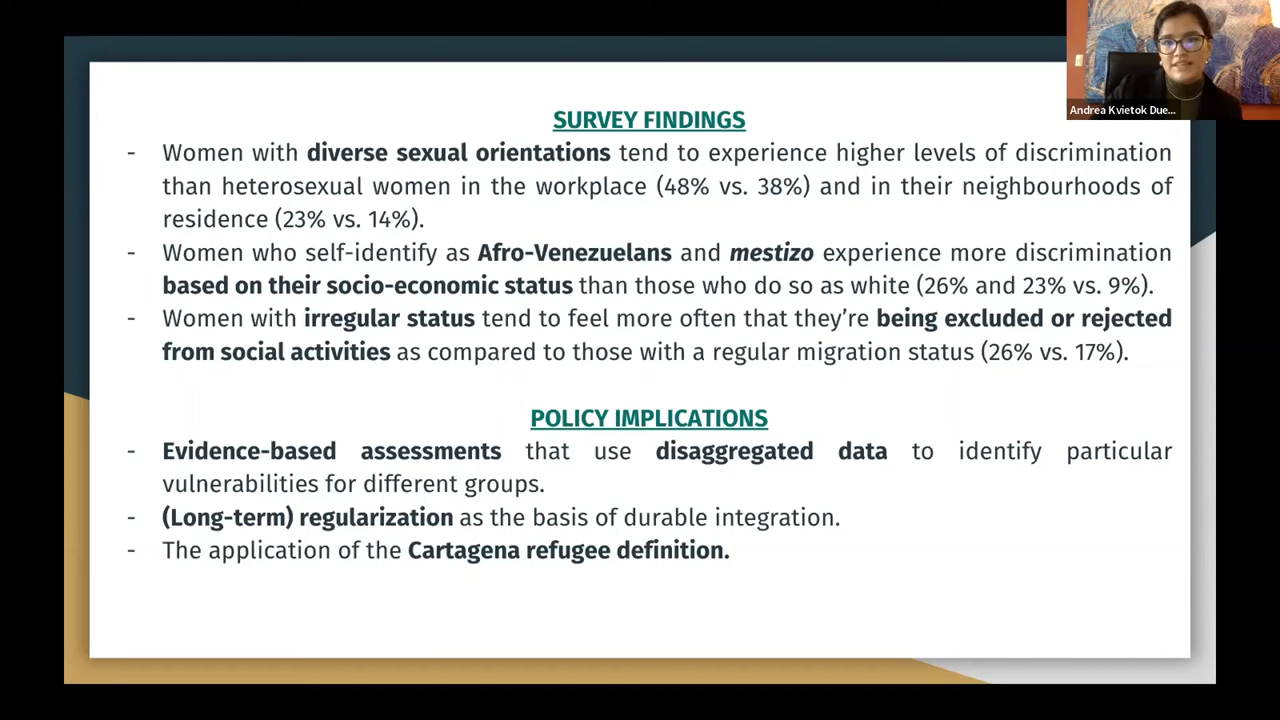 Andrea Kvietok Due...
SURVEY FINDINGS
- Women with diverse sexual orientations tend to experience higher levels of discrimination
than heterosexual women in the workplace (48% vs. 38%) and in their neighbourhoods of
residence (23% vs. 14%).
- Women who self-identify as Afro-Venezuelans and mestizo experience more discrimination
based on their socio-economic status than those who do so as white (26% and 23% vs. 9%).
- Women with irregular status tend to feel more often that they’re being excluded or rejected
from social activities as compared to those with a regular migration status (26% vs. 17%).
POLICY IMPLICATIONS
- Evidence-based assessments that use disaggregated data to identify particular
vulnerabilities for different groups.
- (Long-term) regularization as the basis of durable integration.
- The application of the Cartagena refugee definition.